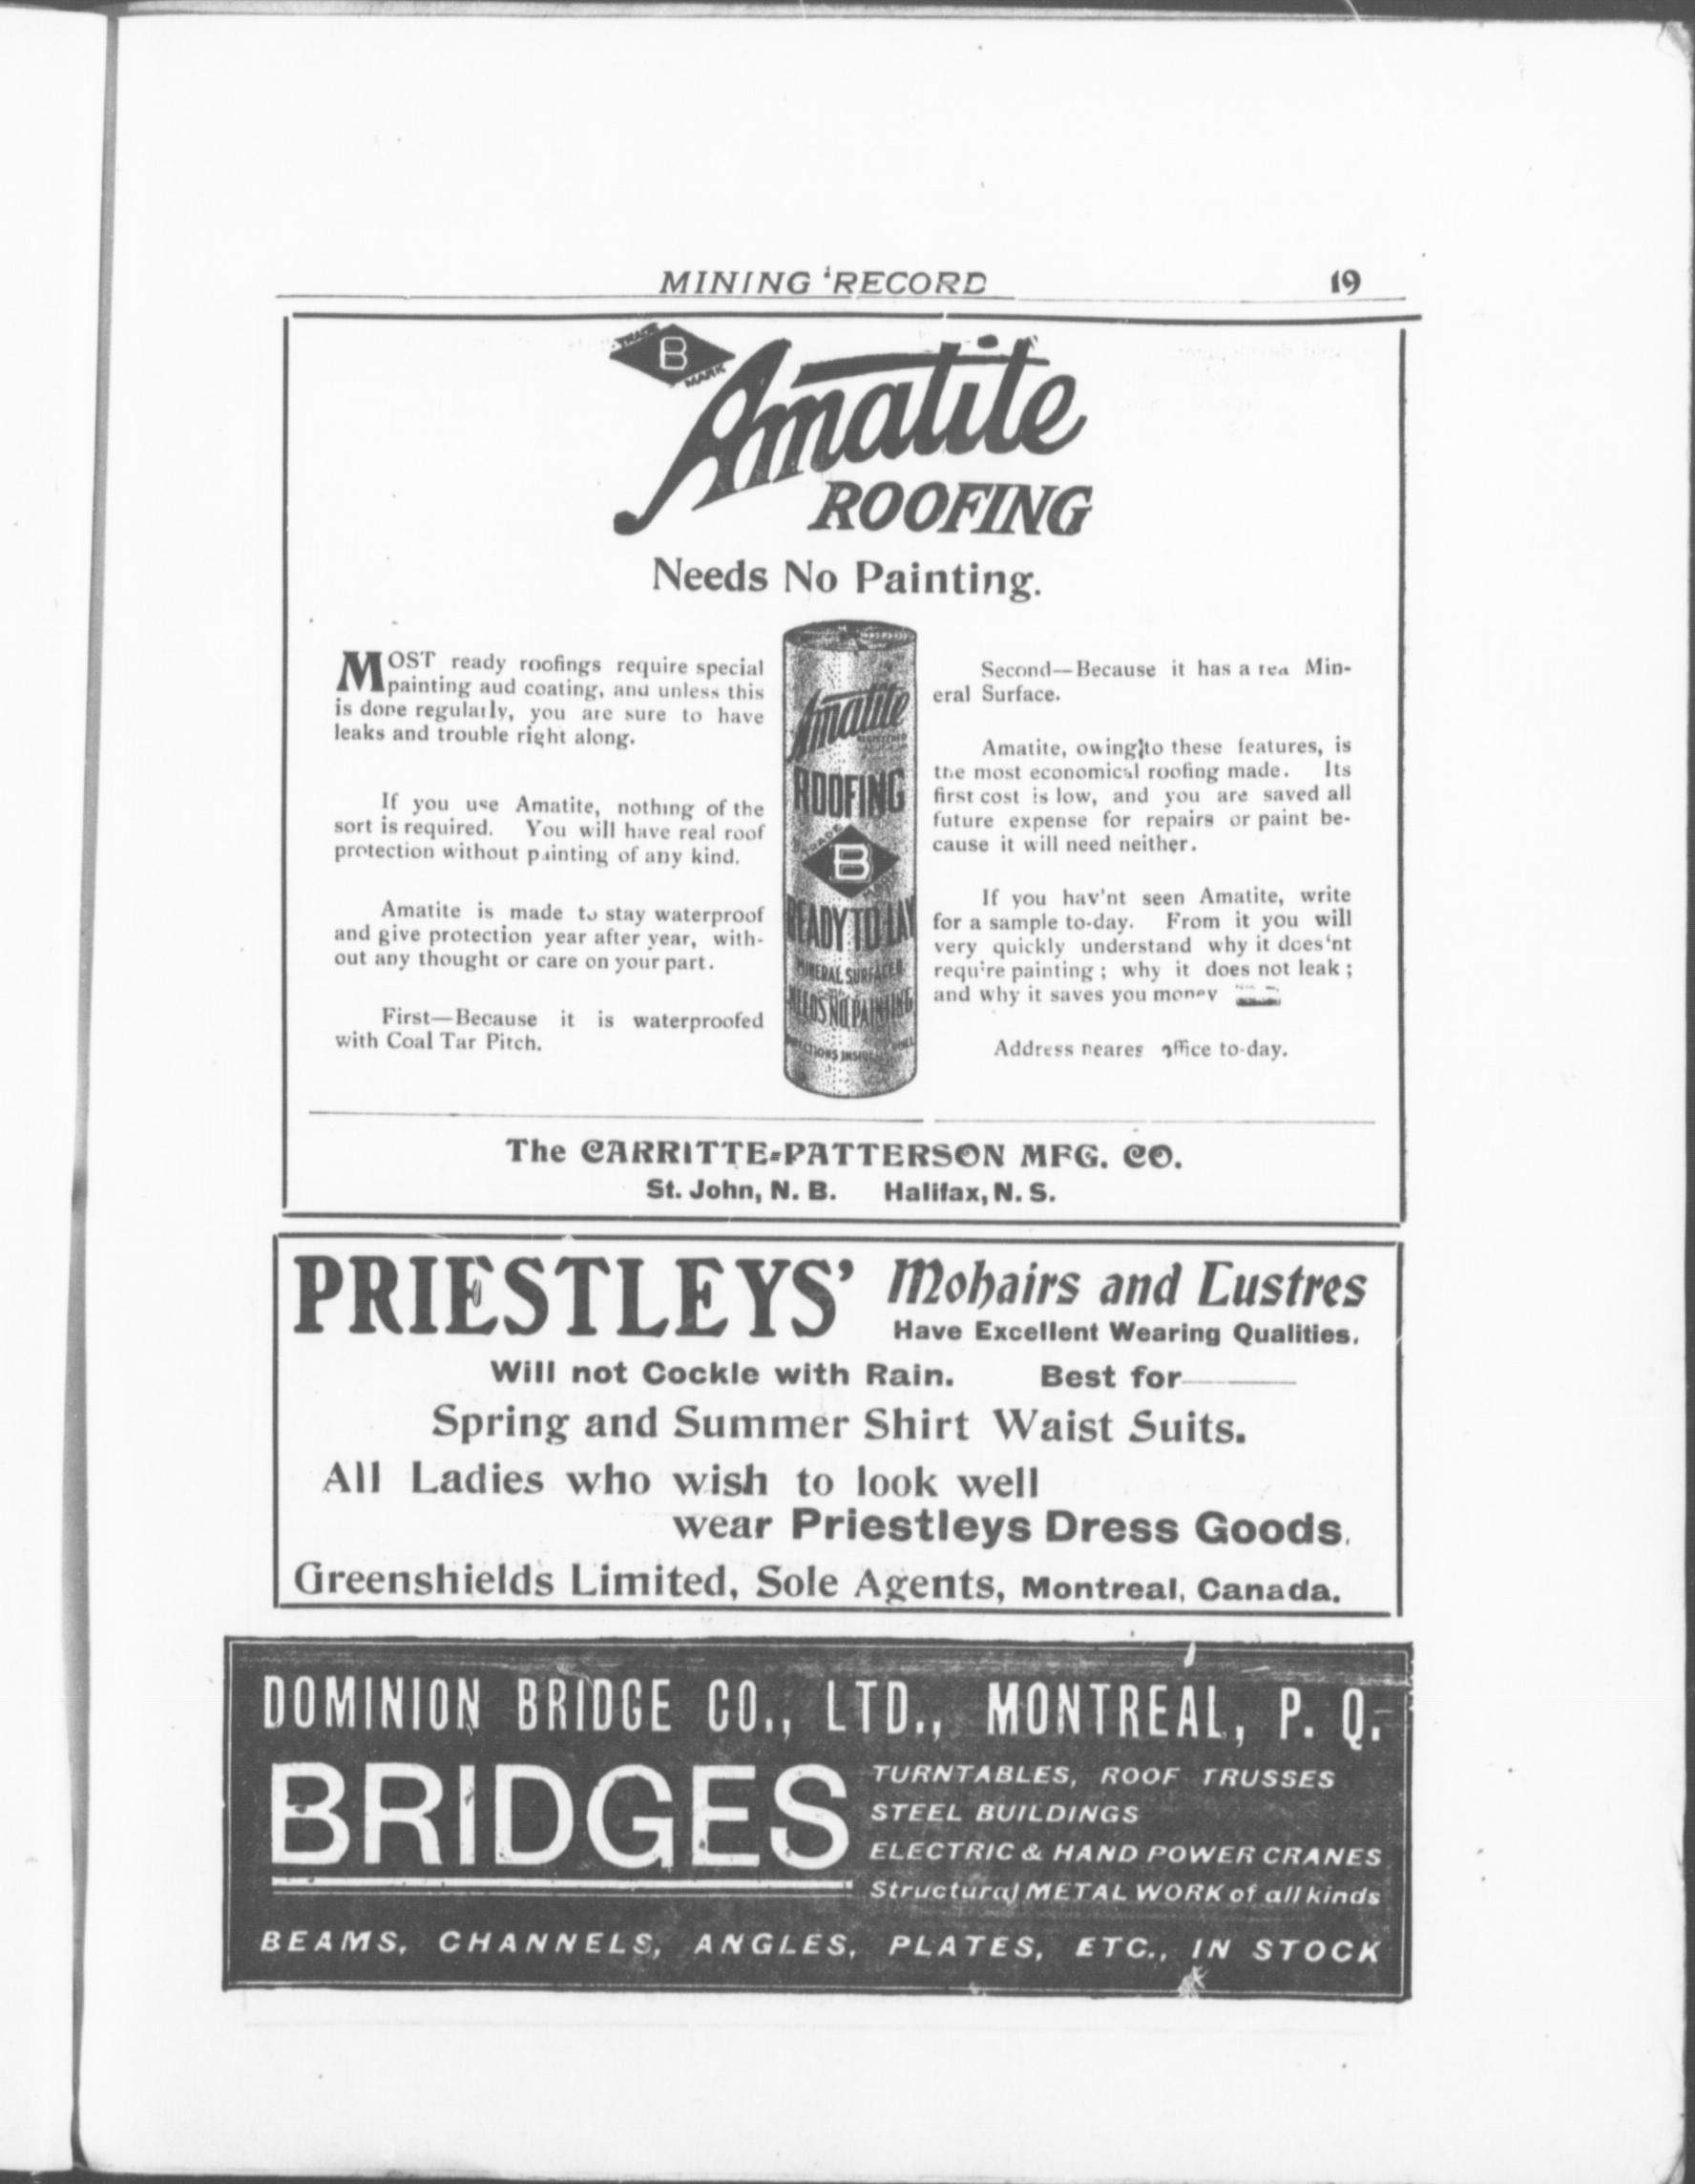 MINING 'RECORD 19
TRADE B MARK
Amatite
ROOFING
Needs No Painting.
MOST ready roofings require special
painting aud coating, and unless this
is done regularly, you are sure to have
leaks and trouble right along.
If you use Amatite, nothing of the
sort is required. You will have real roof
protection without painting of any kind.
Amatite is made to stay waterproof
and give protection year after year, with-
out any thought or care on your part.
First—Because it is waterproofed
with Coal Tar Pitch.
Amatite
REGISTERED
ROOFING
TRADE B MARK
READY TO LAY
MINERAL SURFACED
NEEDS NO PAINTING
DIRECTIONS INSIDE
Second—Because it has a rea Min-
eral Surface.
Amatite, owing to these features, is
the most economical roofing made. Its
first cost is low, and you are saved all
future expense for repairs or paint be-
cause it will need neither.
If you hav'nt seen Amatite, write
for a sample to-day. From it you will
very quickly understand why it does'nt
require painting ; why it does not leak ;
and why it saves you money
Address neares office to-day.
The CARRITTE-PATTERSON MFG. CO.
St. John, N. B. Halifax, N. S.
PRIESTLEYS' Mohairs and Lustres
Have Excellent Wearing Qualities.
Will not Cockle with Rain. Best for——
Spring and Summer Shirt Waist Suits.
All Ladies who wish to look well
wear Priestleys Dress Goods.
Greenshields Limited, Sole Agents, Montreal, Canada.
DOMINION BRIDGE CO., LTD., MONTREAL, P. Q.
BRIDGES
TURNTABLES, ROOF TRUSSES
STEEL BUILDINGS
ELECTRIC & HAND POWER CRANES
Structural METAL WORK of all kinds
BEAMS, CHANNELS, ANGLES, PLATES, ETC., IN STOCK